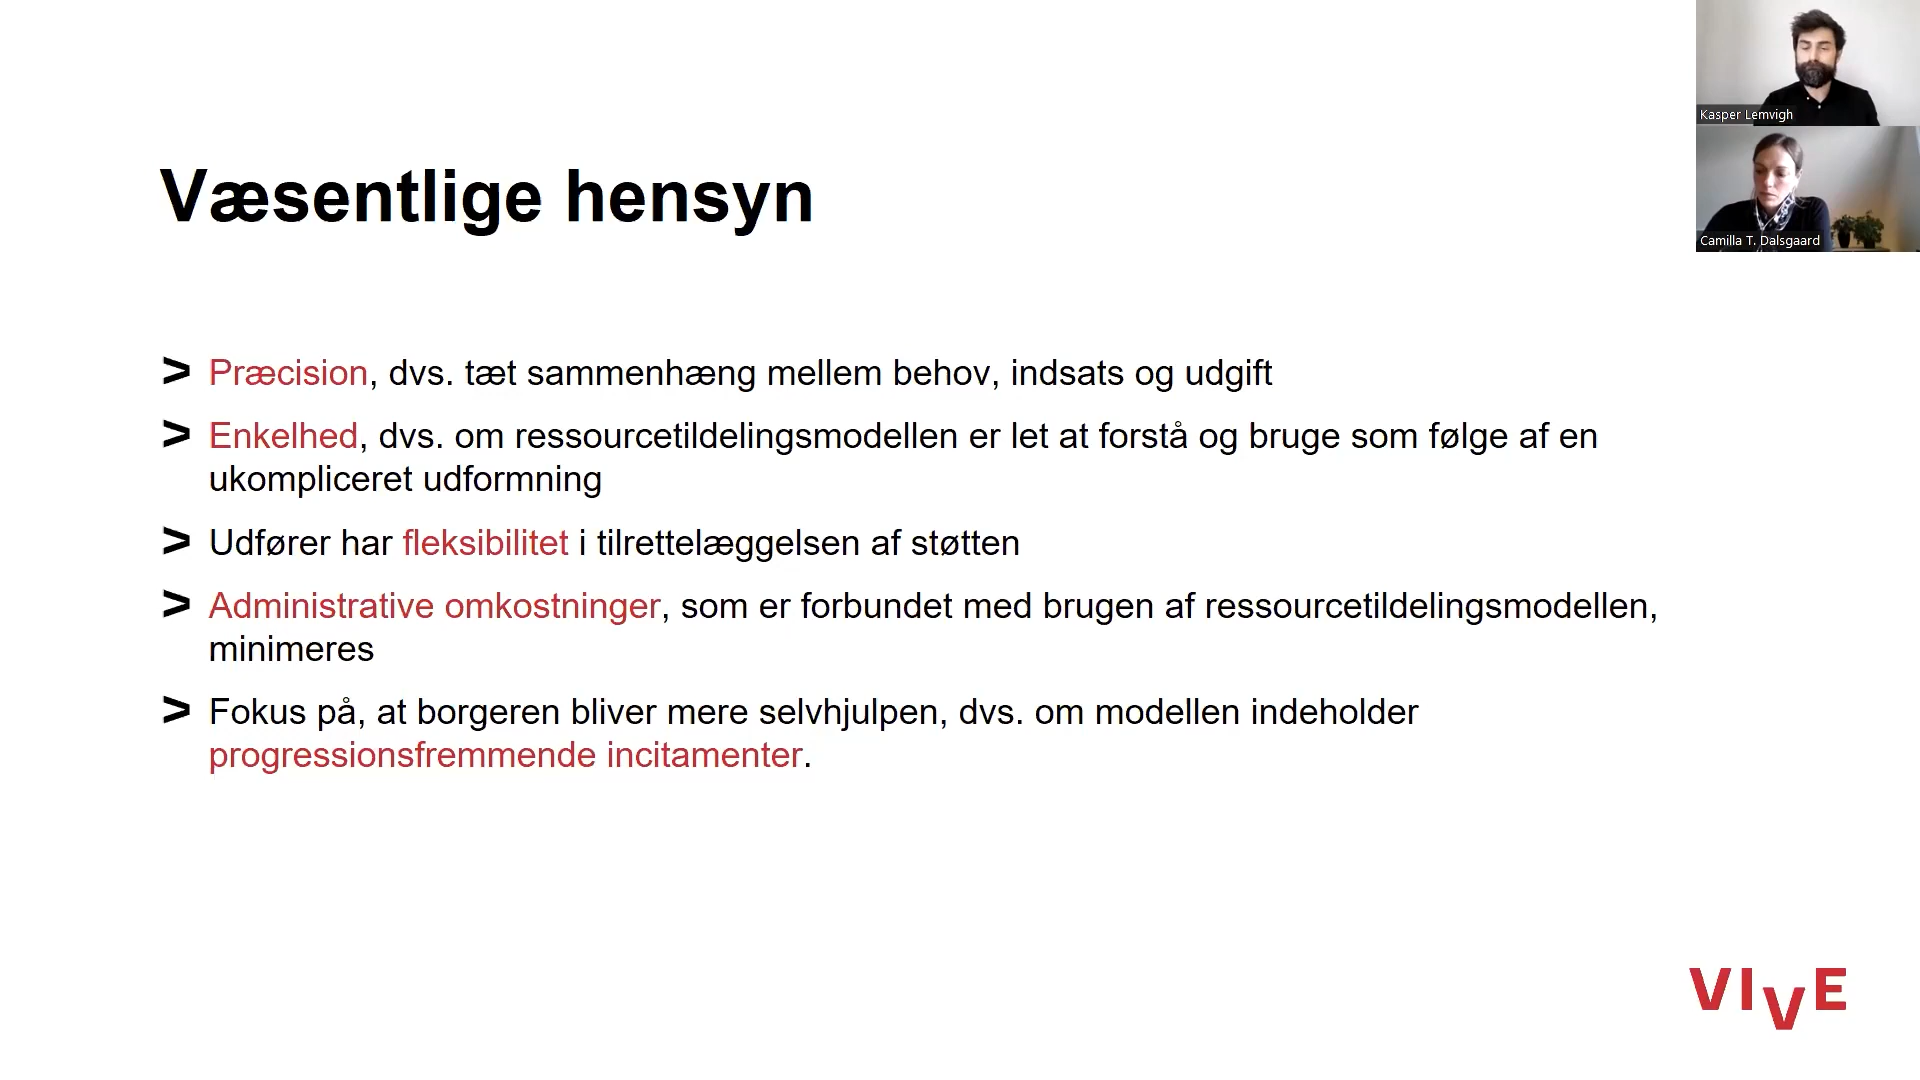 Væsentlige hensyn
> Præcision, dvs. tæt sammenhæng mellem behov, indsats og udgift
> Enkelhed, dvs. om ressourcetildelingsmodellen er let at forstå og bruge som følge af en
ukompliceret udformning
> Udfører har fleksibilitet i tilrettelæggelsen af støtten
> Administrative omkostninger, som er forbundet med brugen af ressourcetildelingsmodellen,
minimeres
> Fokus på, at borgeren bliver mere selvhjulpen, dvs. om modellen indeholder
progressionsfremmende incitamenter.
Kasper Lemvigh
Camilla T. Dalsgaard
VIVE